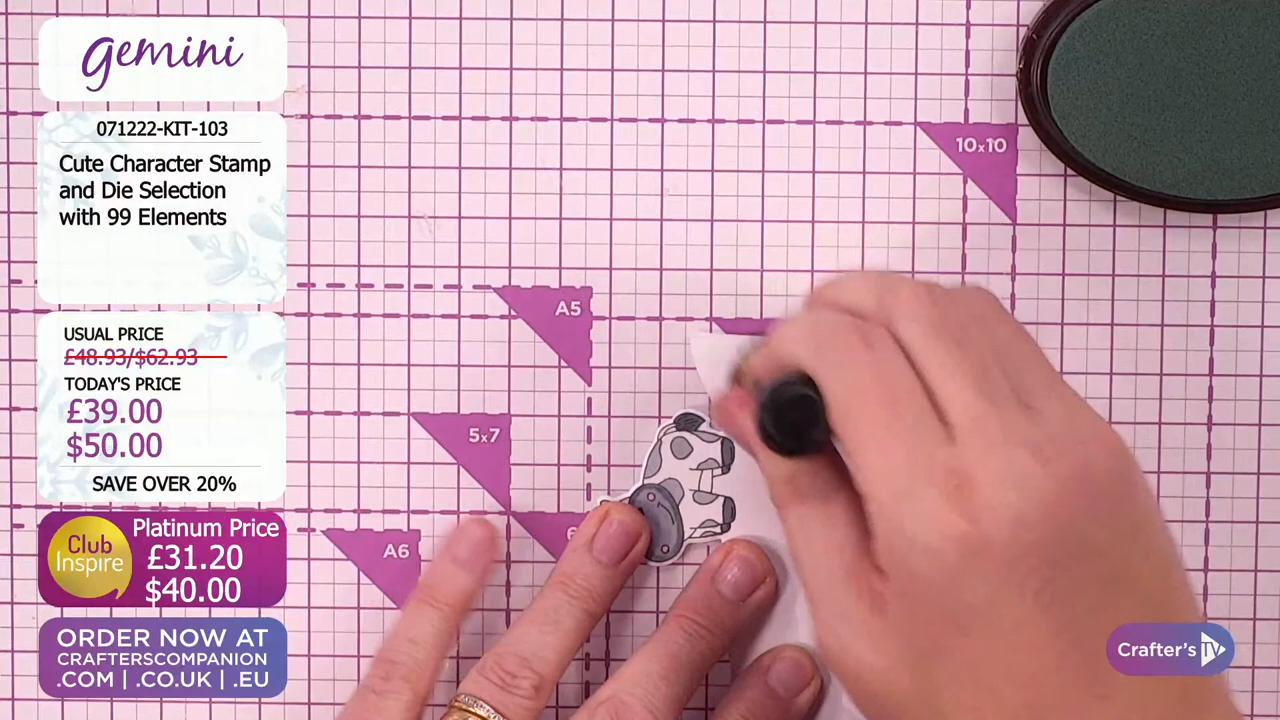 gemini
071222-KIT-103
Cute Character Stamp
and Die Selection
with 99 Elements
USUAL PRICE
£48.93/$62.93
TODAY'S PRICE
£39.00
$50.00
SAVE OVER 20%
Club
Inspire
Platinum Price
£31.20
$40.00
ORDER NOW AT
CRAFTERSCOMPANION
.COM | .CO.UK | .EU
10x10
A5
5x7
A6
Crafter's TV